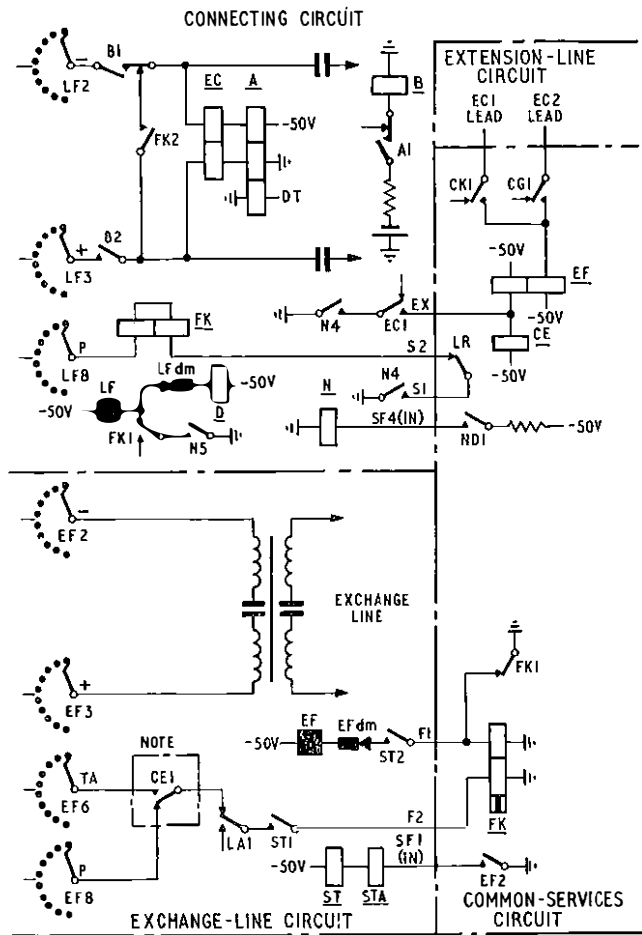 CONNECTING CIRCUIT
EXTENSION-LINE
CIRCUIT
EC1
LEAD
EC2
LEAD
LF2
−
B1
EC
A
B
-50V
FK2
A1
CK1
CG1
DT
LF3
+
B2
-50V
EF
FK
N4
EC1
EX
-50V
CE
LF8
P
S2
LR
-50V
LF
LFdm
-50V
D
N4
S1
N
SF4(IN)
ND1
-50V
FK1
N5
EF2
−
EXCHANGE
LINE
FK1
EF3
+
-50V
EF
EFdm
ST2
F1
NOTE
TA
CE1
EF6
LA1
ST1
F2
FK
P
SF1
(IN)
EF8
-50V
ST
STA
EF2
EXCHANGE-LINE CIRCUIT
COMMON-SERVICES
CIRCUIT